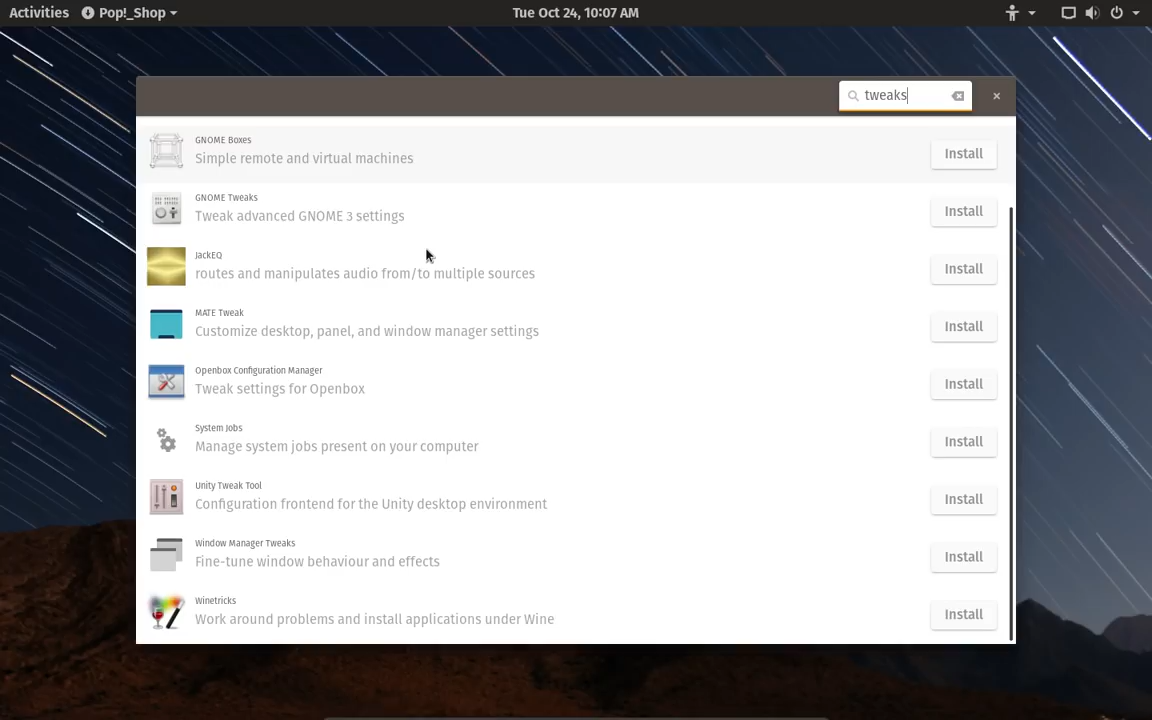 Activities Pop!_Shop Tue Oct 24, 10:07 AM
tweaks
GNOME Boxes
Simple remote and virtual machines
Install
GNOME Tweaks
Tweak advanced GNOME 3 settings
Install
JackEQ
routes and manipulates audio from/to multiple sources
Install
MATE Tweak
Customize desktop, panel, and window manager settings
Install
Openbox Configuration Manager
Tweak settings for Openbox
Install
System Jobs
Manage system jobs present on your computer
Install
Unity Tweak Tool
Configuration frontend for the Unity desktop environment
Install
Window Manager Tweaks
Fine-tune window behaviour and effects
Install
Winetricks
Work around problems and install applications under Wine
Install